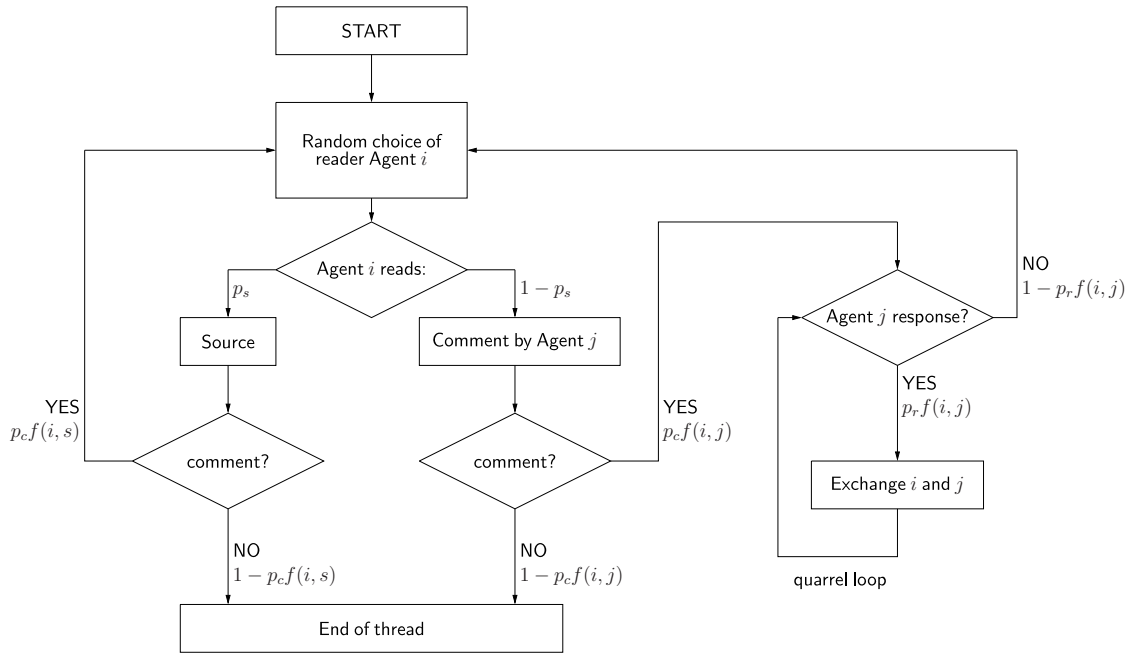 START
Random choice of
reader Agent i
Agent i reads:
p_s
1 − p_s
Source
Comment by Agent j
comment?
comment?
YES
p_c f(i, s)
YES
p_c f(i, j)
NO
1 − p_c f(i, s)
NO
1 − p_c f(i, j)
End of thread
Agent j response?
NO
1 − p_r f(i, j)
YES
p_r f(i, j)
Exchange i and j
quarrel loop